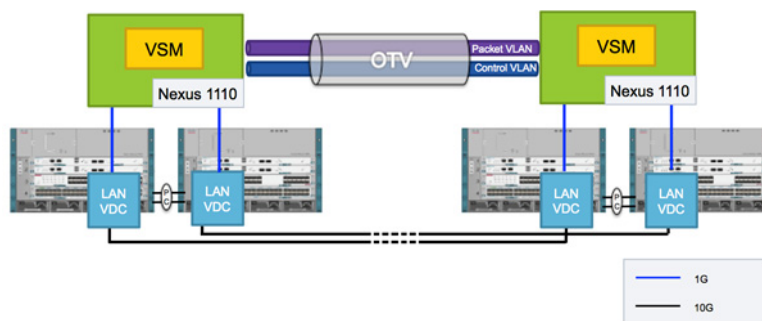 VSM
Nexus 1110
OTV
Packet VLAN
Control VLAN
VSM
Nexus 1110
LAN
VDC
P
C
LAN
VDC
LAN
VDC
P
C
LAN
VDC
1G
10G